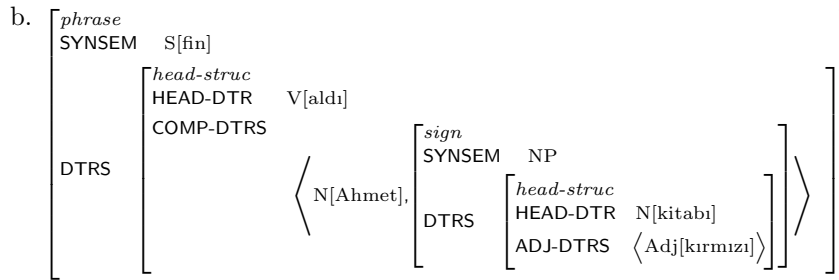 b. phrase
SYNSEM S[fin]
head-struc
HEAD-DTR V[aldı]
COMP-DTRS
DTRS
⟨ N[Ahmet],
sign
SYNSEM NP
DTRS
head-struc
HEAD-DTR N[kitabı]
ADJ-DTRS ⟨Adj[kırmızı]⟩ ⟩